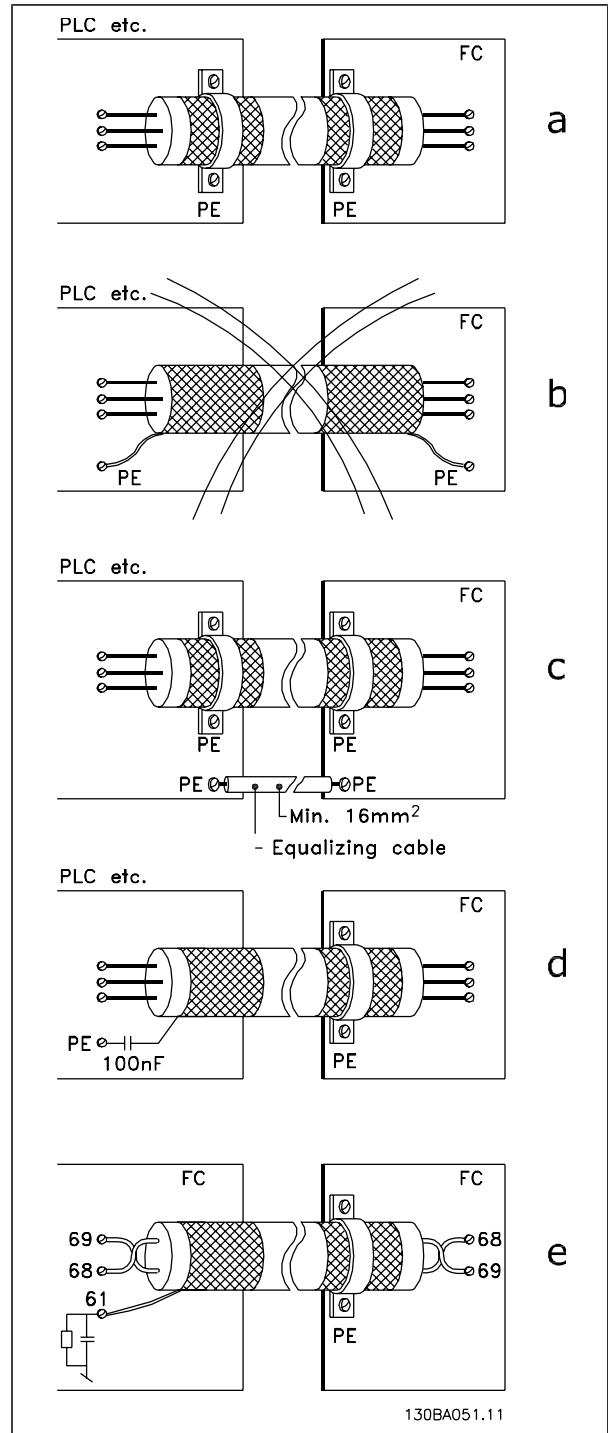 PLC etc.
FC
PE
PE
a
PLC etc.
FC
PE
PE
b
PLC etc.
FC
PE
PE
PE
PE
Min. 16mm²
Equalizing cable
c
PLC etc.
FC
PE
100nF
PE
d
FC
FC
69
68
61
68
69
PE
e
130BA051.11